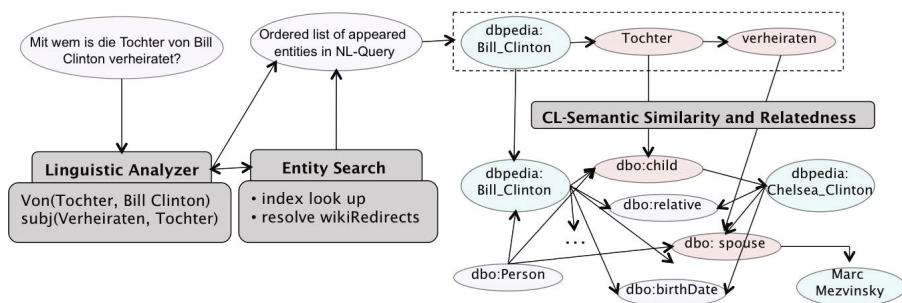 Mit wem is die Tochter von Bill
Clinton verheiratet?
Ordered list of appeared
entities in NL-Query
dbpedia:
Bill_Clinton
Tochter
verheiraten
CL-Semantic Similarity and Relatedness
Linguistic Analyzer
Von(Tochter, Bill Clinton)
subj(Verheiraten, Tochter)
Entity Search
• index look up
• resolve wikiRedirects
dbpedia:
Bill_Clinton
dbo:child
dbpedia:
Chelsea_Clinton
dbo:relative
...
dbo: spouse
dbo:Person
dbo:birthDate
Marc
Mezvinsky